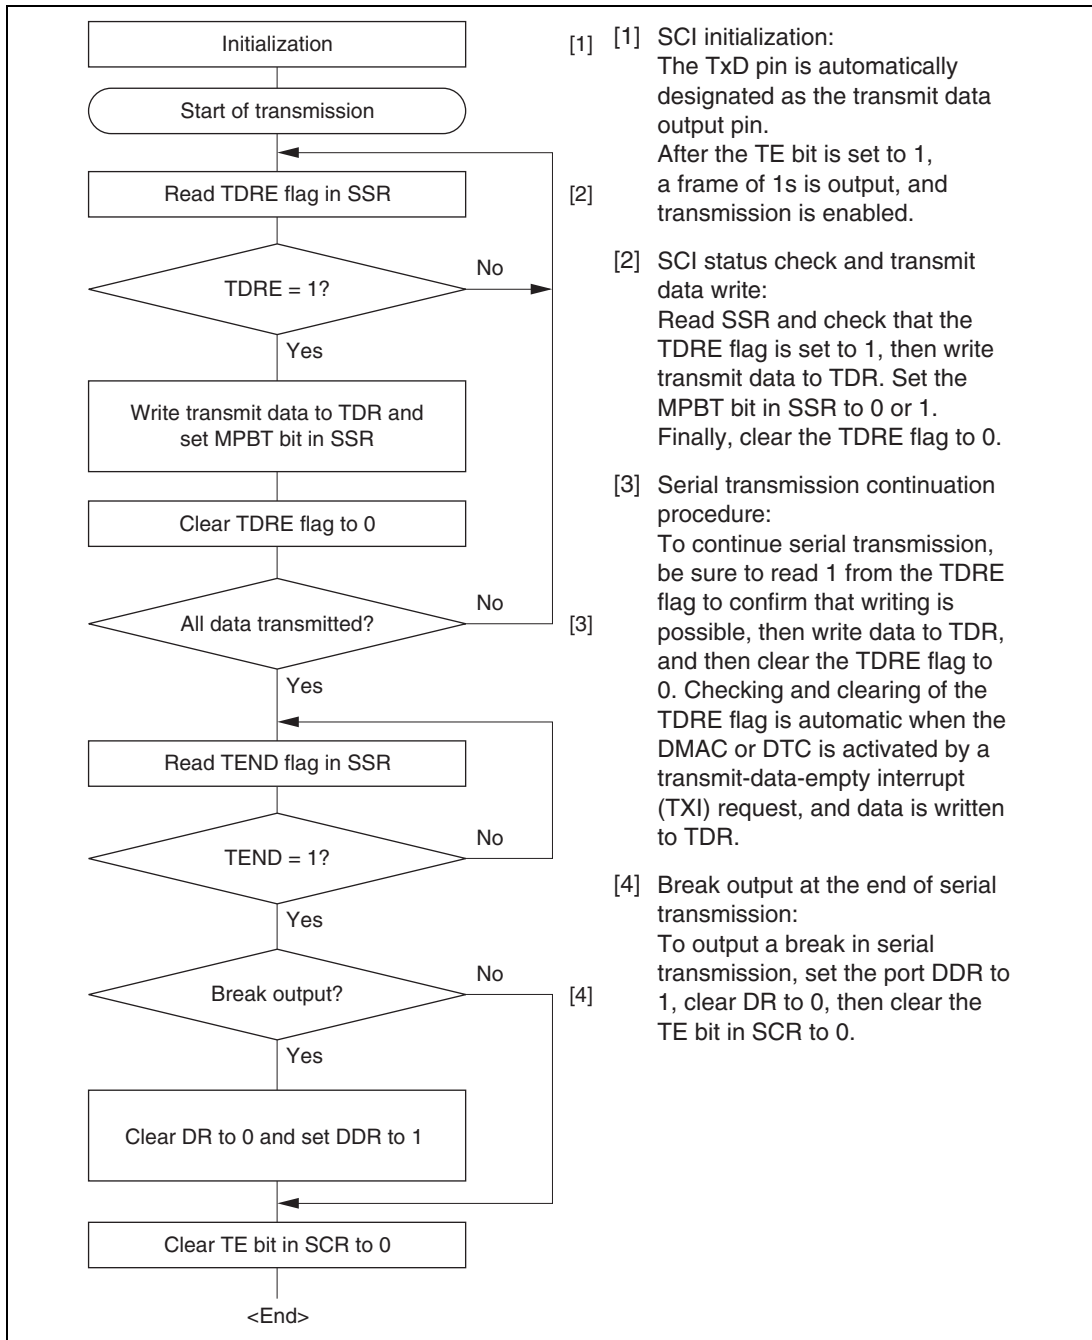 Initialization
[1]
Start of transmission
Read TDRE flag in SSR
[2]
TDRE = 1?
No
Yes
Write transmit data to TDR and
set MPBT bit in SSR
Clear TDRE flag to 0
All data transmitted?
No
[3]
Yes
Read TEND flag in SSR
TEND = 1?
No
Yes
Break output?
No
[4]
Yes
Clear DR to 0 and set DDR to 1
Clear TE bit in SCR to 0
<End>
[1] SCI initialization:
The TxD pin is automatically
designated as the transmit data
output pin.
After the TE bit is set to 1,
a frame of 1s is output, and
transmission is enabled.
[2] SCI status check and transmit
data write:
Read SSR and check that the
TDRE flag is set to 1, then write
transmit data to TDR. Set the
MPBT bit in SSR to 0 or 1.
Finally, clear the TDRE flag to 0.
[3] Serial transmission continuation
procedure:
To continue serial transmission,
be sure to read 1 from the TDRE
flag to confirm that writing is
possible, then write data to TDR,
and then clear the TDRE flag to
0. Checking and clearing of the
TDRE flag is automatic when the
DMAC or DTC is activated by a
transmit-data-empty interrupt
(TXI) request, and data is written
to TDR.
[4] Break output at the end of serial
transmission:
To output a break in serial
transmission, set the port DDR to
1, clear DR to 0, then clear the
TE bit in SCR to 0.